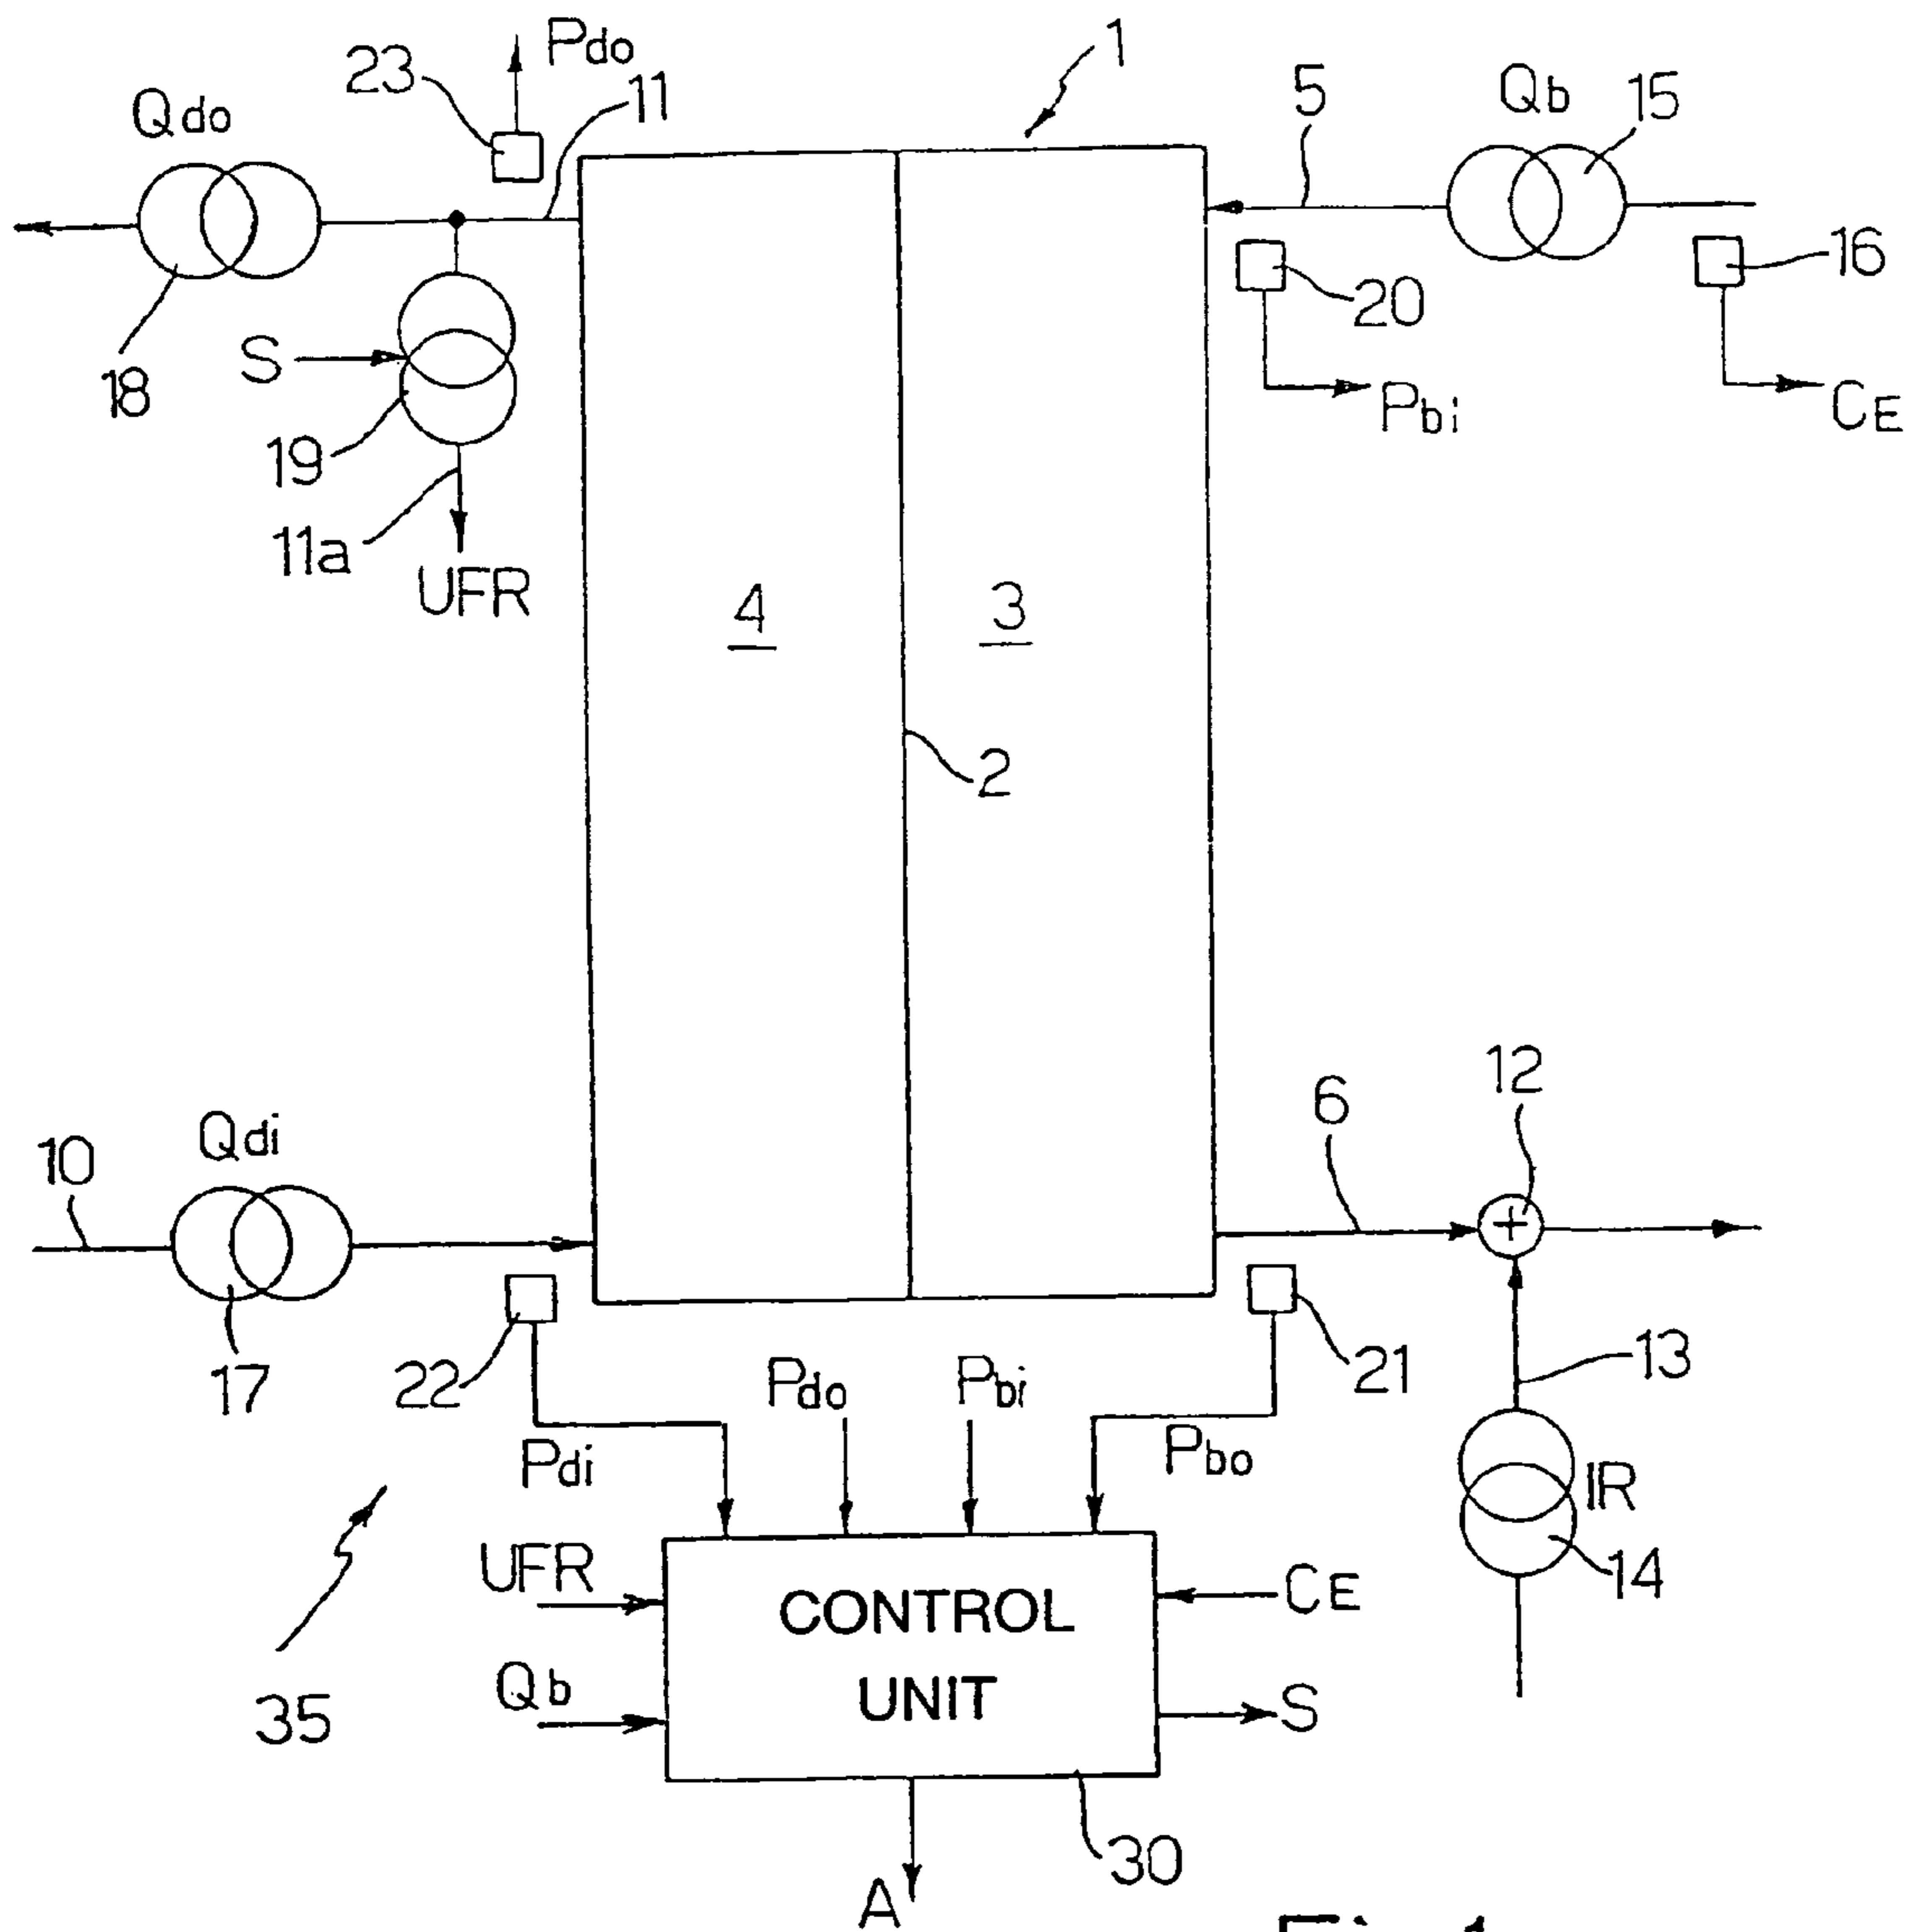 Pdo
1
23
11
5
Qb
15
Qdo
16
20
S
18
Pbi
CE
19
11a
UFR
4
3
2
12
6
Qdi
10
13
17
22
21
Pdo
Pbi
Pdi
Pbo
IR
14
UFR
CE
CONTROL
UNIT
Qb
S
35
30
A